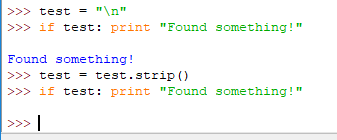 >>> test = "\n"
>>> if test: print "Found something!"
Found something!
>>> test = test.strip()
>>> if test: print "Found something!"
>>>